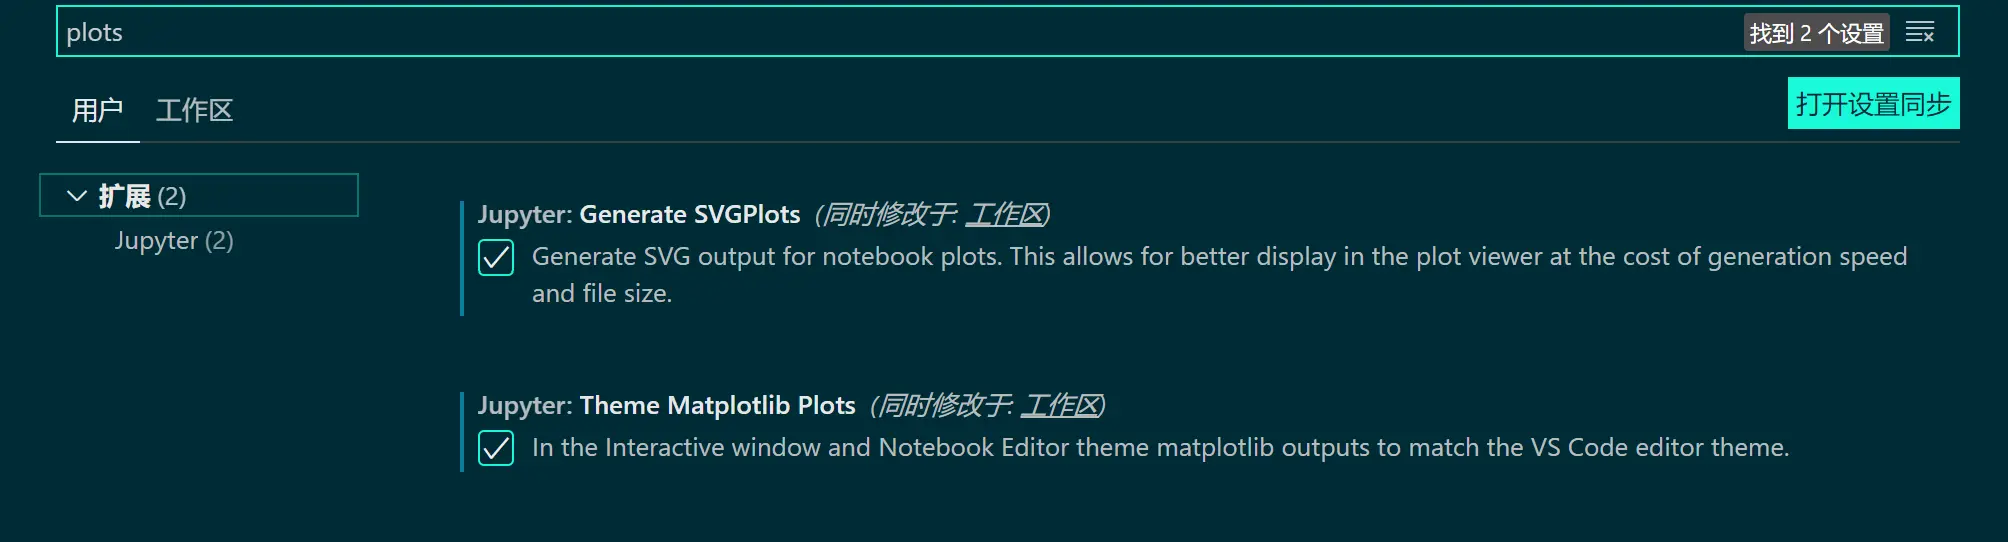 plots
找到 2 个设置
用户 工作区
打开设置同步
扩展 (2)
Jupyter (2)
Jupyter: Generate SVGPlots (同时修改于: 工作区)
Generate SVG output for notebook plots. This allows for better display in the plot viewer at the cost of generation speed
and file size.
Jupyter: Theme Matplotlib Plots (同时修改于: 工作区)
In the Interactive window and Notebook Editor theme matplotlib outputs to match the VS Code editor theme.